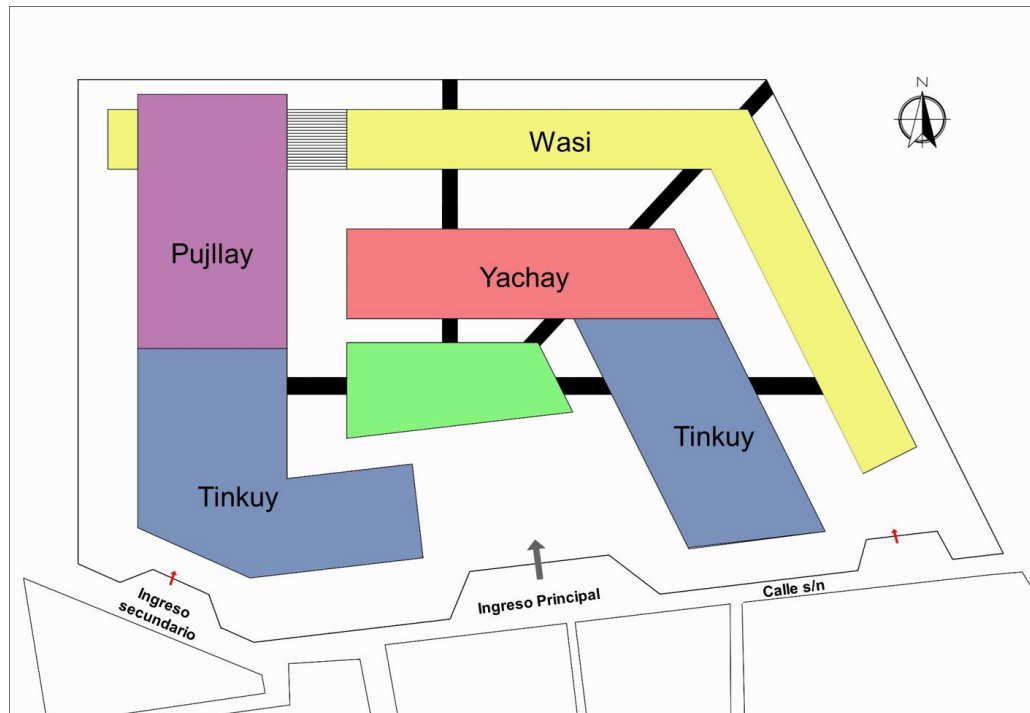 N
Wasi
Pujllay
Yachay
Tinkuy
Tinkuy
Ingreso
secundario
Ingreso Principal
Calle s/n